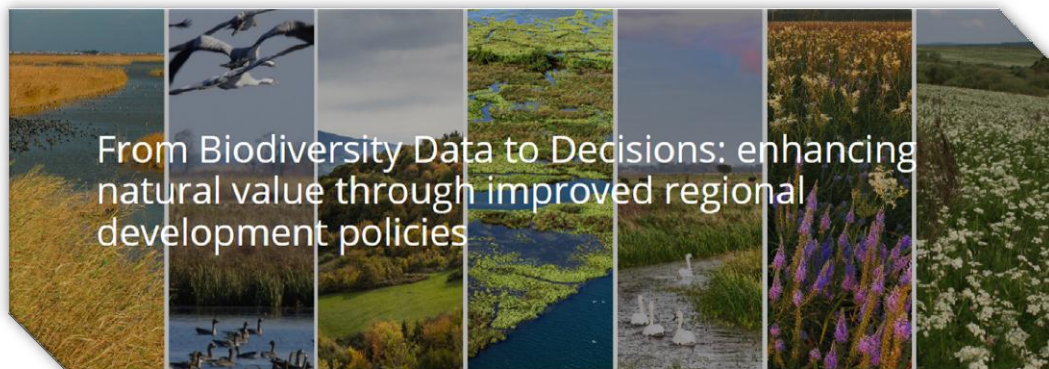 From Biodiversity Data to Decisions: enhancing
natural value through improved regional
development policies